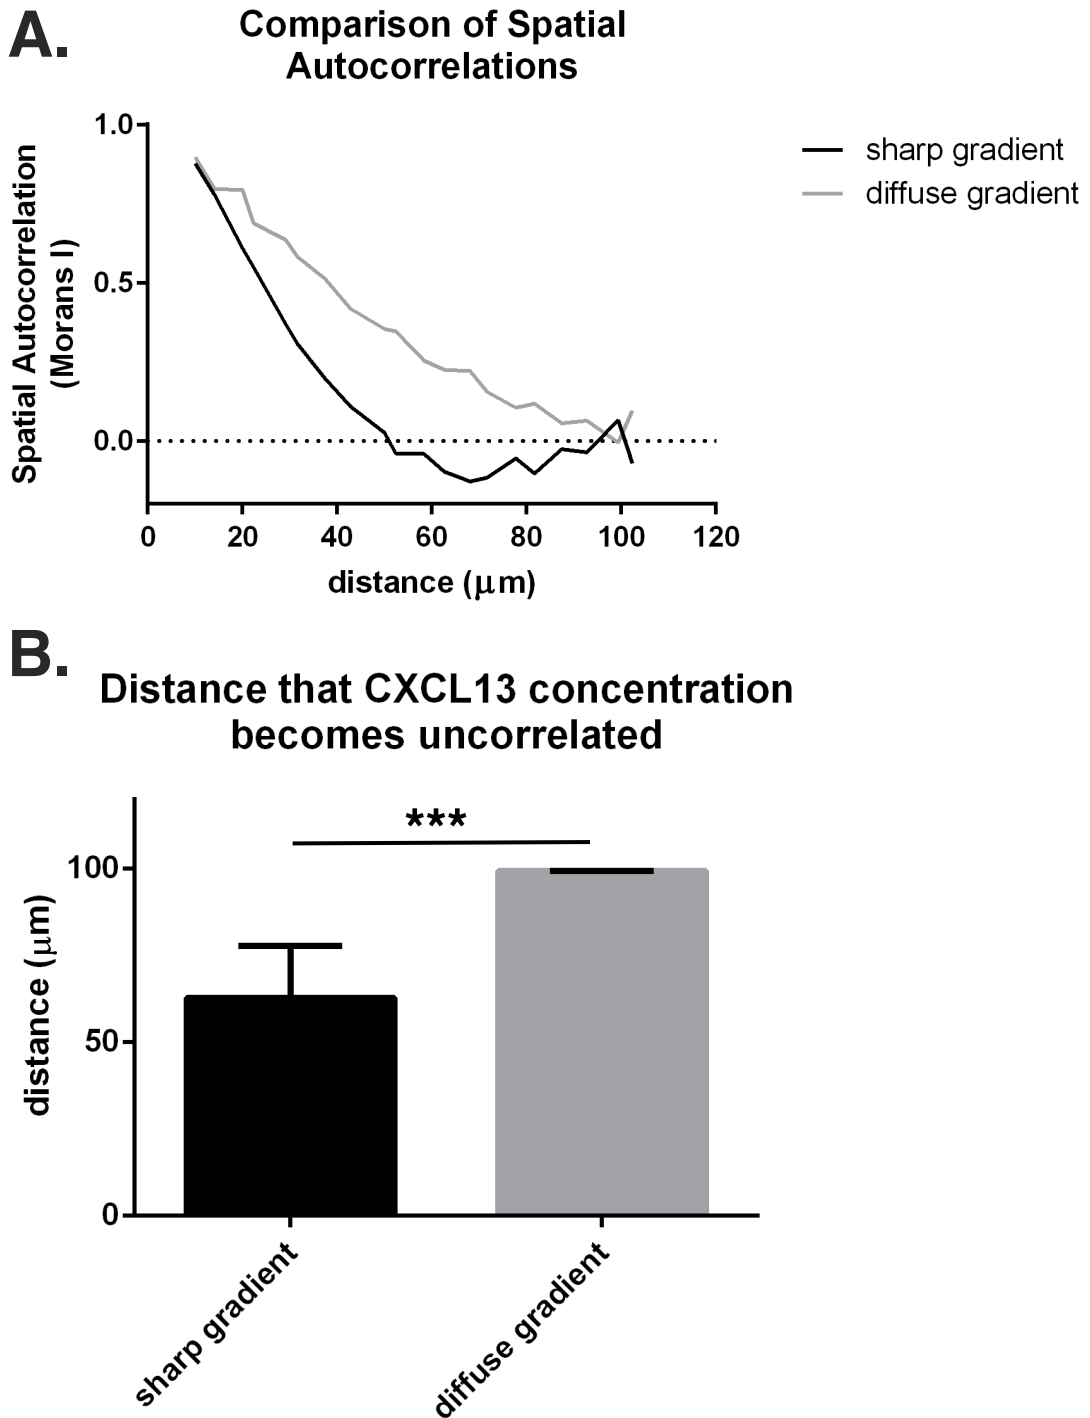 A.
Comparison of Spatial
Autocorrelations
Spatial Autocorrelation
(Morans I)
1.0
0.5
0.0
0 20 40 60 80 100 120
distance (μm)
sharp gradient
diffuse gradient
B.
Distance that CXCL13 concentration
becomes uncorrelated
***
distance (μm)
100
50
0
sharp gradient
diffuse gradient